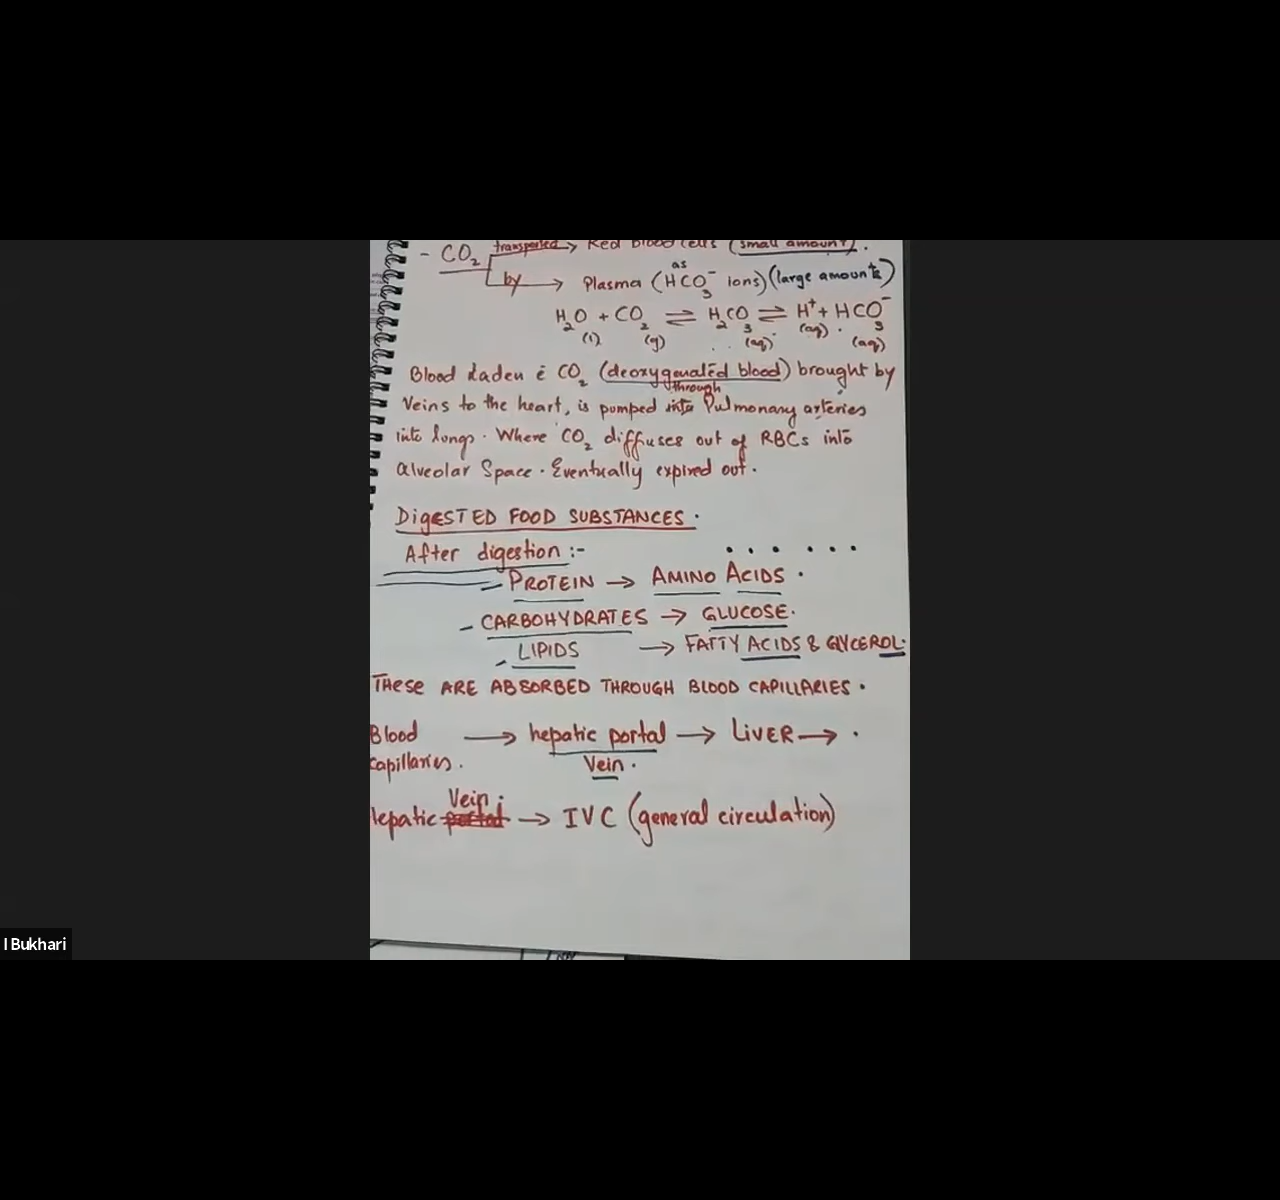 - CO₂ transported → Red Blood Cells (small amount).
by → Plasma (as HCO₃⁻ ions) (large amounts)
H₂O + CO₂ ⇌ H₂CO₃ ⇌ H⁺ + HCO₃⁻
(l) (g) (aq) (aq) (aq)
Blood laden c̄ CO₂ (deoxygenated blood) brought by
through
Veins to the heart, is pumped into Pulmonary arteries
into lungs. Where CO₂ diffuses out of RBCs into
alveolar Space. Eventually expired out.
DIGESTED FOOD SUBSTANCES.
After digestion :-
- PROTEIN → AMINO ACIDS.
- CARBOHYDRATES → GLUCOSE.
- LIPIDS → FATTY ACIDS & GLYCEROL.
THESE ARE ABSORBED THROUGH BLOOD CAPILLARIES.
Blood → hepatic portal → LIVER → .
Capillaries. Vein.
Vein.
hepatic portal → IVC (general circulation)
I Bukhari